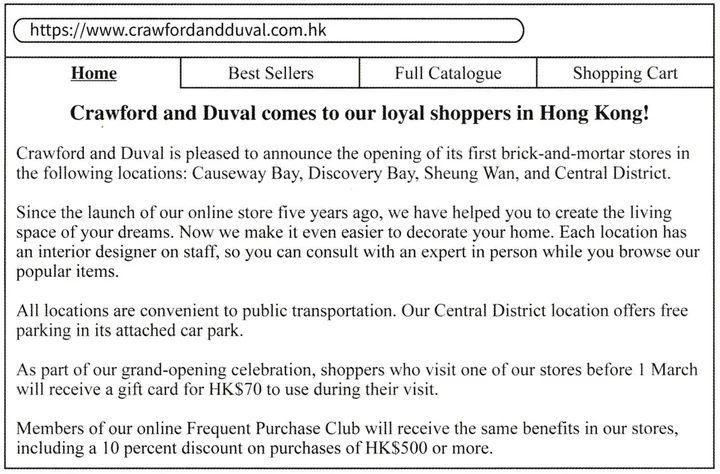 https://www.crawfordandduval.com.hk
Home Best Sellers Full Catalogue Shopping Cart
Crawford and Duval comes to our loyal shoppers in Hong Kong!
Crawford and Duval is pleased to announce the opening of its first brick-and-mortar stores in
the following locations: Causeway Bay, Discovery Bay, Sheung Wan, and Central District.
Since the launch of our online store five years ago, we have helped you to create the living
space of your dreams. Now we make it even easier to decorate your home. Each location has
an interior designer on staff, so you can consult with an expert in person while you browse our
popular items.
All locations are convenient to public transportation. Our Central District location offers free
parking in its attached car park.
As part of our grand-opening celebration, shoppers who visit one of our stores before 1 March
will receive a gift card for HK$70 to use during their visit.
Members of our online Frequent Purchase Club will receive the same benefits in our stores,
including a 10 percent discount on purchases of HK$500 or more.